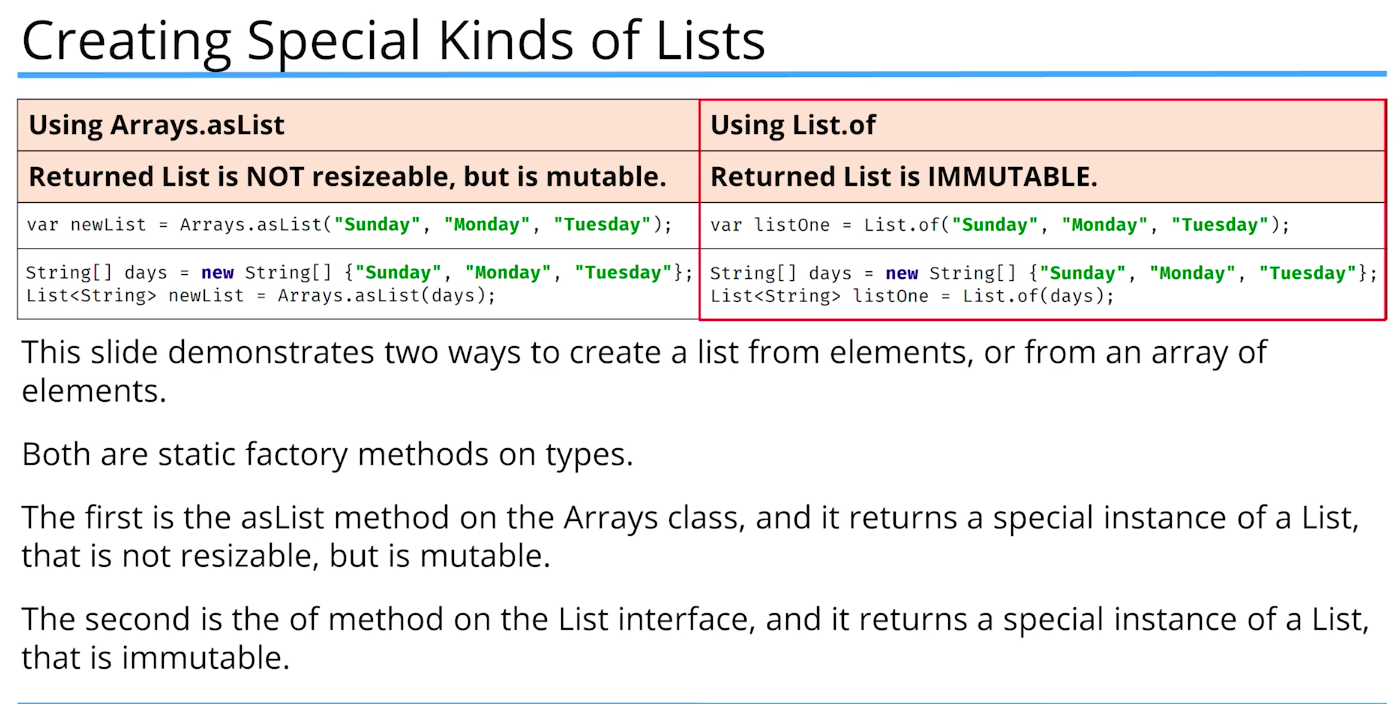 Creating Special Kinds of Lists
Using Arrays.asList
Using List.of
Returned List is NOT resizeable, but is mutable.
Returned List is IMMUTABLE.
var newList = Arrays.asList("Sunday", "Monday", "Tuesday");
var listOne = List.of("Sunday", "Monday", "Tuesday");
String[] days = new String[] {"Sunday", "Monday", "Tuesday"};
List<String> newList = Arrays.asList(days);
String[] days = new String[] {"Sunday", "Monday", "Tuesday"};
List<String> listOne = List.of(days);
This slide demonstrates two ways to create a list from elements, or from an array of
elements.
Both are static factory methods on types.
The first is the asList method on the Arrays class, and it returns a special instance of a List,
that is not resizable, but is mutable.
The second is the of method on the List interface, and it returns a special instance of a List,
that is immutable.